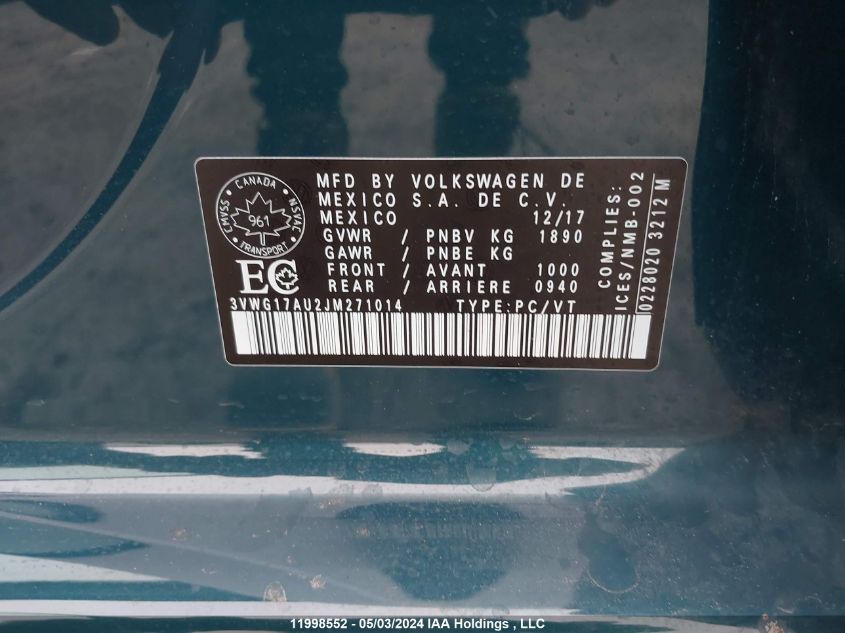 CANADA
CMVSS
NSVAC
961
TRANSPORT
EC
MFD BY VOLKSWAGEN DE
MEXICO S.A. DE C.V.
MEXICO 12/17
GVWR / PNBV KG 1890
GAWR / PNBE KG
FRONT / AVANT 1000
REAR / ARRIERE 0940
3VWG17AU2JM271014 TYPE:PC/VT
COMPLIES:
ICES/NMB-002
0228020 3212 M
11998552 - 05/03/2024 IAA Holdings , LLC